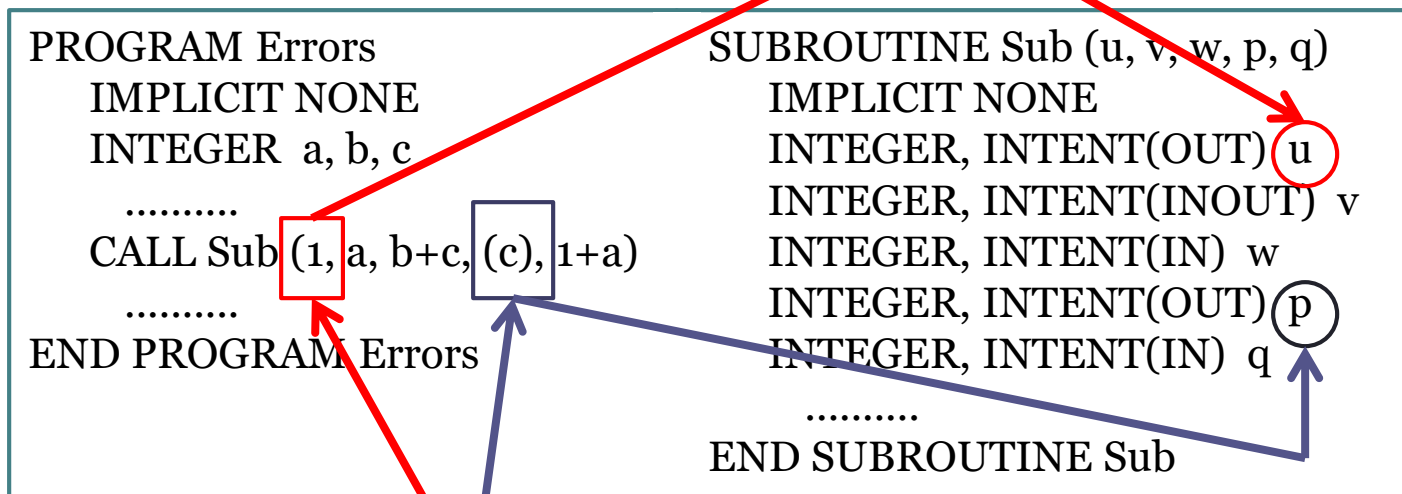 PROGRAM Errors
IMPLICIT NONE
INTEGER a, b, c
..........
CALL Sub (1, a, b+c, (c), 1+a)
..........
END PROGRAM Errors
SUBROUTINE Sub (u, v, w, p, q)
IMPLICIT NONE
INTEGER, INTENT(OUT) u
INTEGER, INTENT(INOUT) v
INTEGER, INTENT(IN) w
INTEGER, INTENT(OUT) p
INTEGER, INTENT(IN) q
..........
END SUBROUTINE Sub